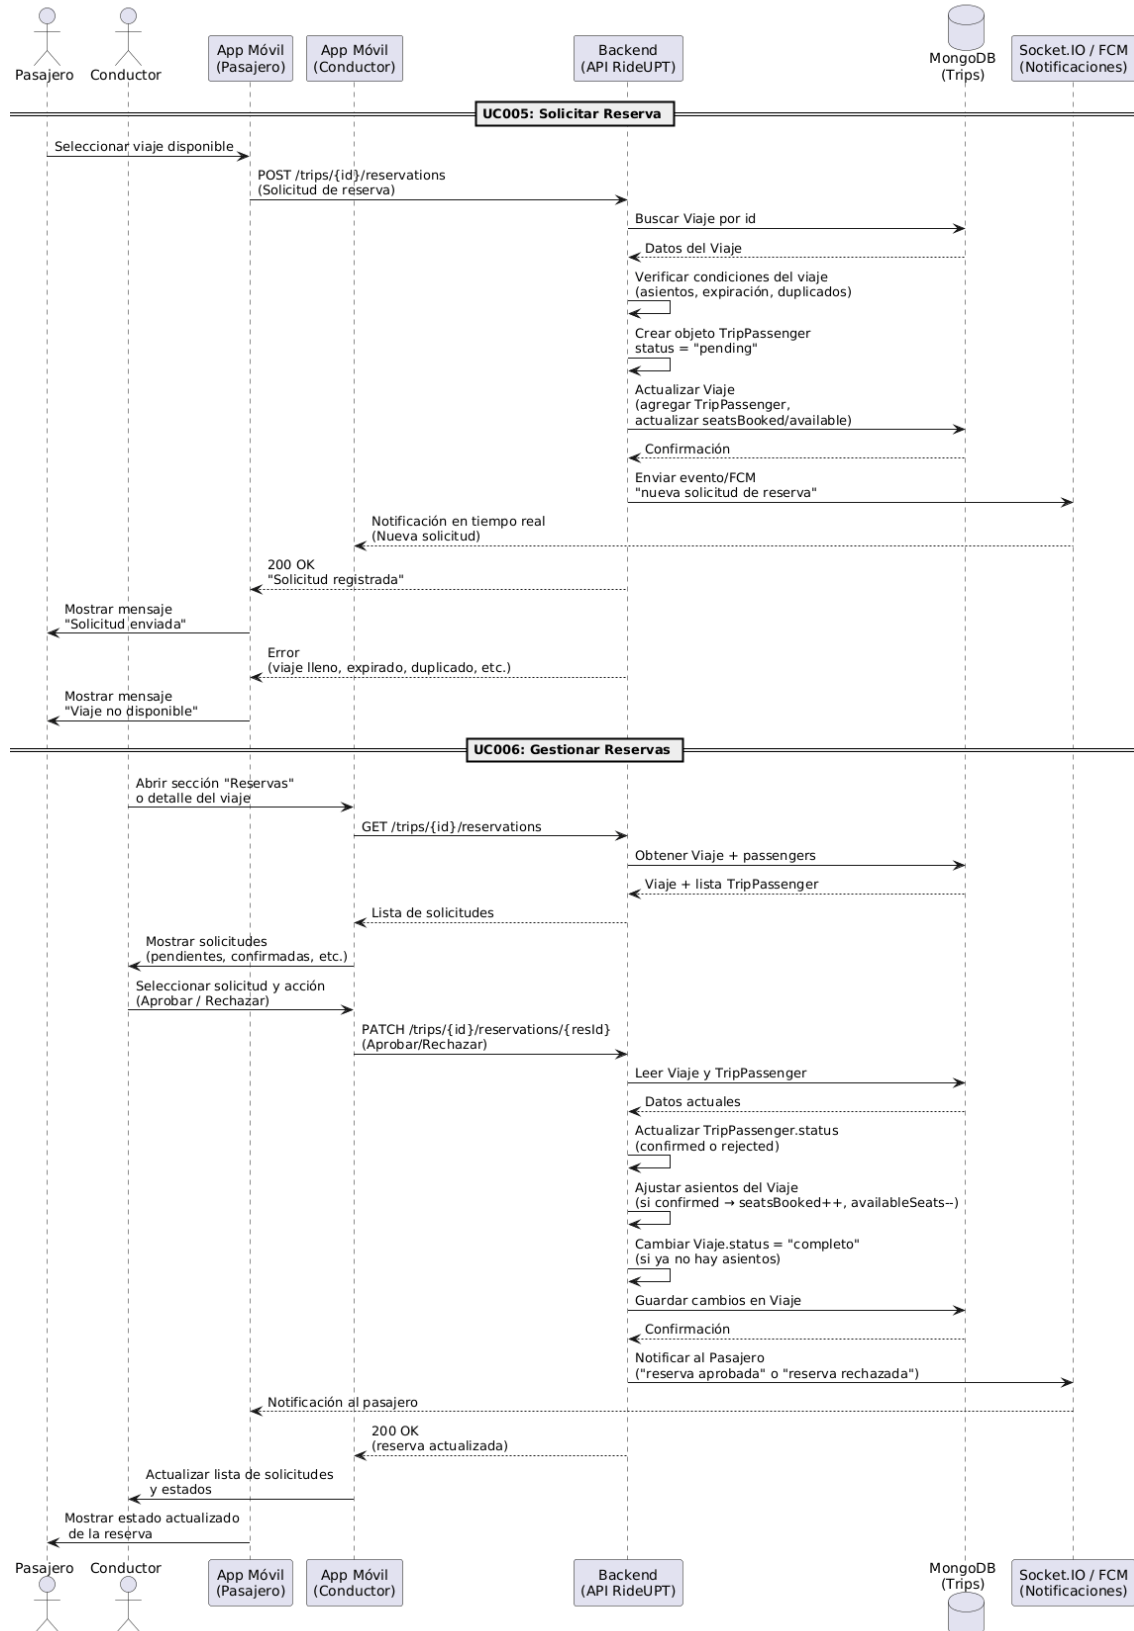 Pasajero
Conductor
App Móvil
(Pasajero)
App Móvil
(Conductor)
Backend
(API RideUPT)
MongoDB
(Trips)
Socket.IO / FCM
(Notificaciones)
UC005: Solicitar Reserva
Seleccionar viaje disponible
POST /trips/{id}/reservations
(Solicitud de reserva)
Buscar Viaje por id
Datos del Viaje
Verificar condiciones del viaje
(asientos, expiración, duplicados)
Crear objeto TripPassenger
status = "pending"
Actualizar Viaje
(agregar TripPassenger,
actualizar seatsBooked/available)
Confirmación
Enviar evento/FCM
"nueva solicitud de reserva"
Notificación en tiempo real
(Nueva solicitud)
200 OK
"Solicitud registrada"
Mostrar mensaje
"Solicitud enviada"
Error
(viaje lleno, expirado, duplicado, etc.)
Mostrar mensaje
"Viaje no disponible"
UC006: Gestionar Reservas
Abrir sección "Reservas"
o detalle del viaje
GET /trips/{id}/reservations
Obtener Viaje + passengers
Viaje + lista TripPassenger
Lista de solicitudes
Mostrar solicitudes
(pendientes, confirmadas, etc.)
Seleccionar solicitud y acción
(Aprobar / Rechazar)
PATCH /trips/{id}/reservations/{resId}
(Aprobar/Rechazar)
Leer Viaje y TripPassenger
Datos actuales
Actualizar TripPassenger.status
(confirmed o rejected)
Ajustar asientos del Viaje
(si confirmed → seatsBooked++, availableSeats--)
Cambiar Viaje.status = "completo"
(si ya no hay asientos)
Guardar cambios en Viaje
Confirmación
Notificar al Pasajero
("reserva aprobada" o "reserva rechazada")
Notificación al pasajero
200 OK
(reserva actualizada)
Actualizar lista de solicitudes
y estados
Mostrar estado actualizado
de la reserva
Pasajero
Conductor
App Móvil
(Pasajero)
App Móvil
(Conductor)
Backend
(API RideUPT)
MongoDB
(Trips)
Socket.IO / FCM
(Notificaciones)